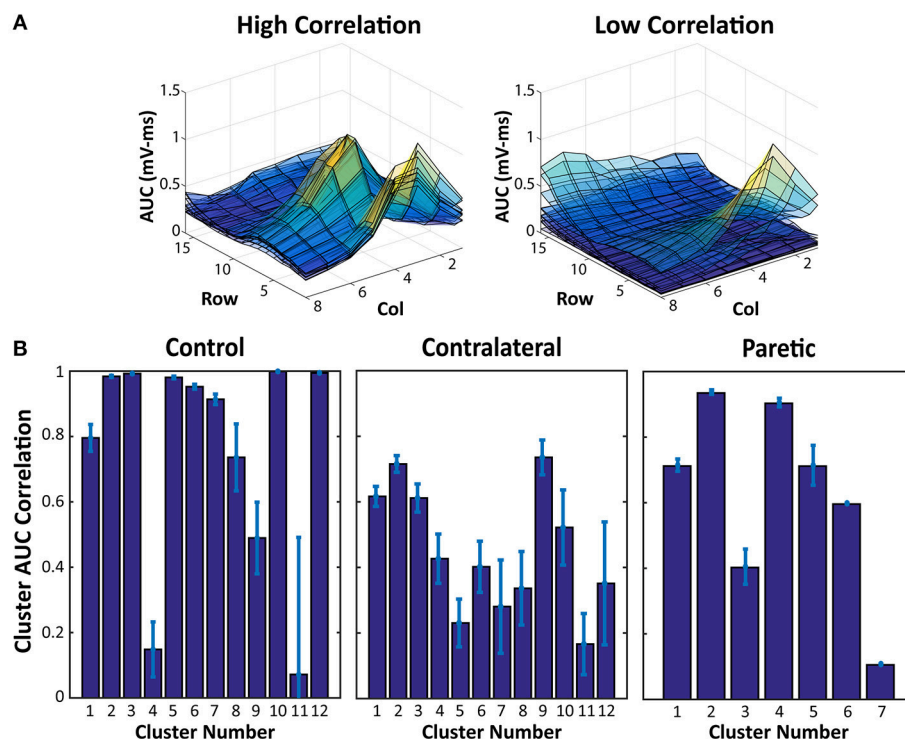 A
High Correlation
Low Correlation
AUC (mV-ms)
1.5
1
0.5
0
15
10
5
Row
8
6
4
2
Col
AUC (mV-ms)
1.5
1
0.5
0
15
10
5
Row
8
6
4
2
Col
B
Control
Contralateral
Paretic
Cluster AUC Correlation
1
0.8
0.6
0.4
0.2
0
1 2 3 4 5 6 7 8 9 10 11 12
Cluster Number
1 2 3 4 5 6 7 8 9 10 11 12
Cluster Number
1 2 3 4 5 6 7
Cluster Number